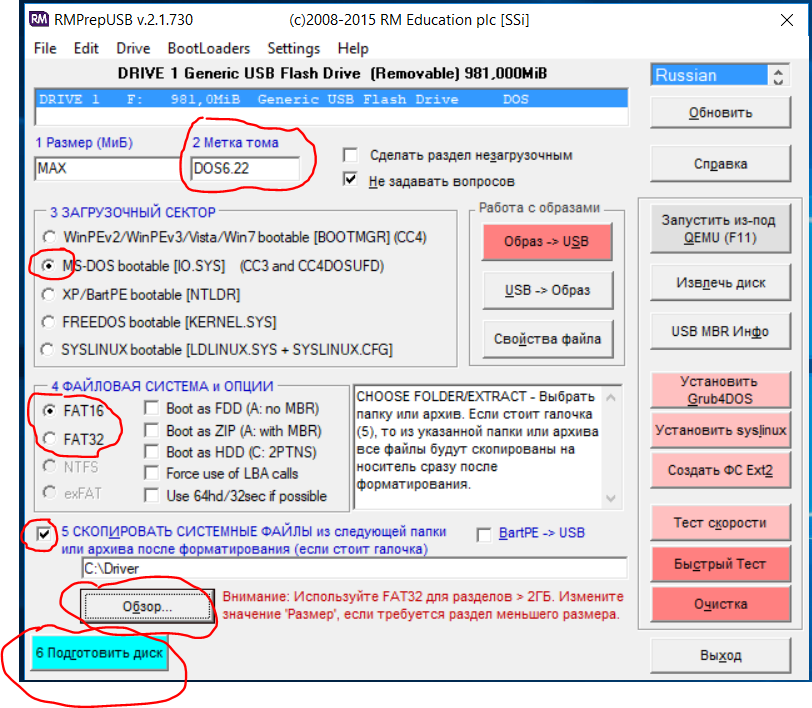 RM RMPrepUSB v.2.1.730 (c)2008-2015 RM Education plc [SSi]
File Edit Drive BootLoaders Settings Help
DRIVE 1 Generic USB Flash Drive (Removable) 981,000MiB
Russian
DRIVE 1 F: 981,0MiB Generic USB Flash Drive DOS
Обновить
1 Размер (МиБ)
2 Метка тома
MAX
DOS6.22
Сделать раздел незагрузочным
Не задавать вопросов
Справка
3 ЗАГРУЗОЧНЫЙ СЕКТОР
WinPEv2/WinPEv3/Vista/Win7 bootable [BOOTMGR] (CC4)
MS-DOS bootable [IO.SYS] (CC3 and CC4DOSUFD)
XP/BartPE bootable [NTLDR]
FREEDOS bootable [KERNEL.SYS]
SYSLINUX bootable [LDLINUX.SYS + SYSLINUX.CFG]
Работа с образами
Образ -> USB
USB -> Образ
Свойства файла
Запустить из-под
QEMU (F11)
Извлечь диск
USB MBR Инфо
4 ФАЙЛОВАЯ СИСТЕМА и ОПЦИИ
FAT16
FAT32
NTFS
exFAT
Boot as FDD (A: no MBR)
Boot as ZIP (A: with MBR)
Boot as HDD (C: 2PTNS)
Force use of LBA calls
Use 64hd/32sec if possible
CHOOSE FOLDER/EXTRACT - Выбрать
папку или архив. Если стоит галочка
(5), то из указанной папки или архива
все файлы будут скопированы на
носитель сразу после
форматирования.
Установить
Grub4DOS
Установить syslinux
Создать ФС Ext2
5 СКОПИРОВАТЬ СИСТЕМНЫЕ ФАЙЛЫ из следующей папки
или архива после форматирования (если стоит галочка)
BartPE -> USB
C:\Driver
Обзор...
Внимание: Используйте FAT32 для разделов > 2ГБ. Измените
значение 'Размер', если требуется раздел меньшего размера.
Тест скорости
Быстрый Тест
Очистка
6 Подготовить диск
Выход